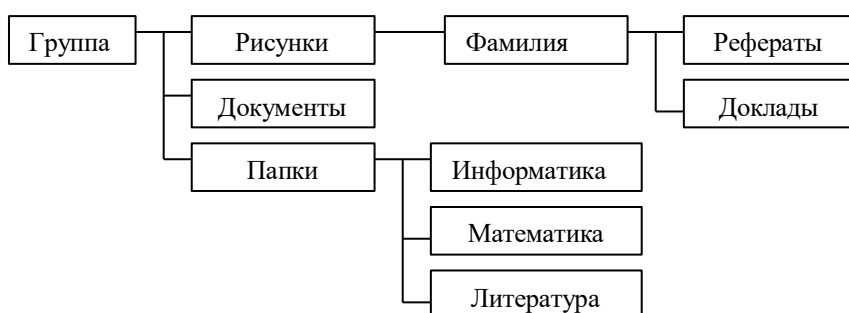 Группа
Рисунки
Фамилия
Рефераты
Документы
Доклады
Папки
Информатика
Математика
Литература